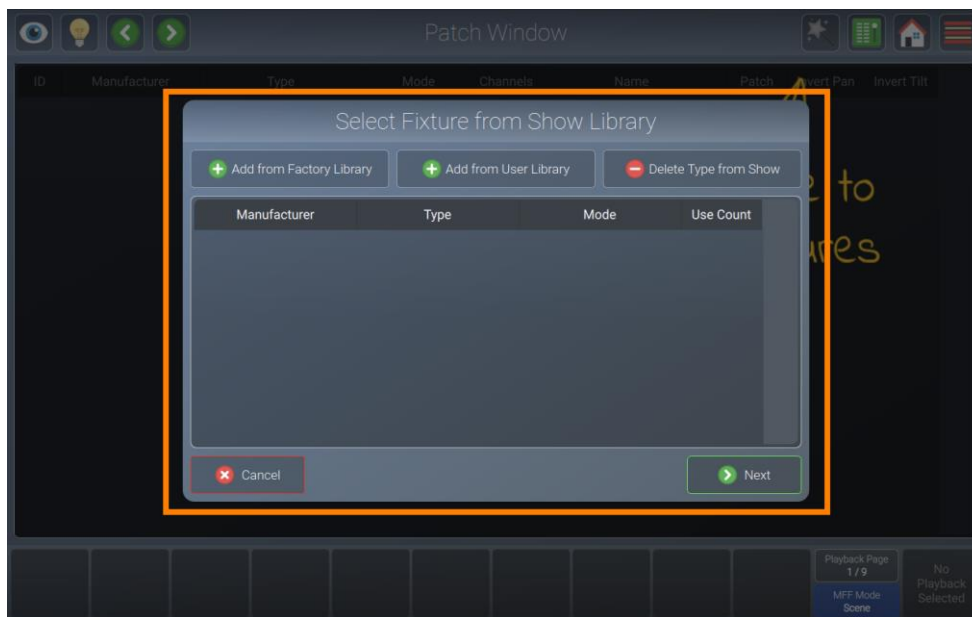 Patch Window
ID Manufacturer Type Mode Channels Name Patch Invert Pan Invert Tilt
Select Fixture from Show Library
Add from Factory Library Add from User Library Delete Type from Show
to
Manufacturer Type Mode Use Count
Cancel Next
Playback Page
1 / 9
MFF Mode
Scene
No
Playback
Selected